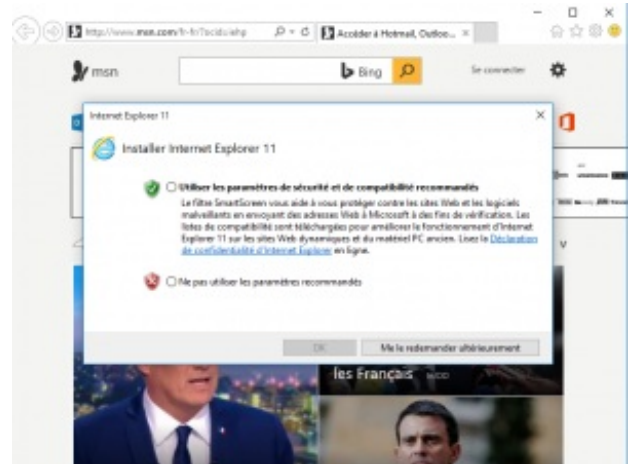 http://www.msn.com/fr-fr/?ocid=iehp
Accéder à Hotmail, Outloo...
msn
Bing
Se connecter
Internet Explorer 11
Installer Internet Explorer 11
Utiliser les paramètres de sécurité et de compatibilité recommandés
Le filtre SmartScreen vous aide à vous protéger contre les sites Web et les logiciels
malveillants en envoyant des adresses Web à Microsoft à des fins de vérification. Les
listes de compatibilité sont téléchargées pour améliorer le fonctionnement d'Internet
Explorer 11 sur les sites Web dynamiques et du matériel PC ancien. Lisez la Déclaration
de confidentialité d'Internet Explorer en ligne.
Ne pas utiliser les paramètres recommandés
OK
Me le redemander ultérieurement
les Français